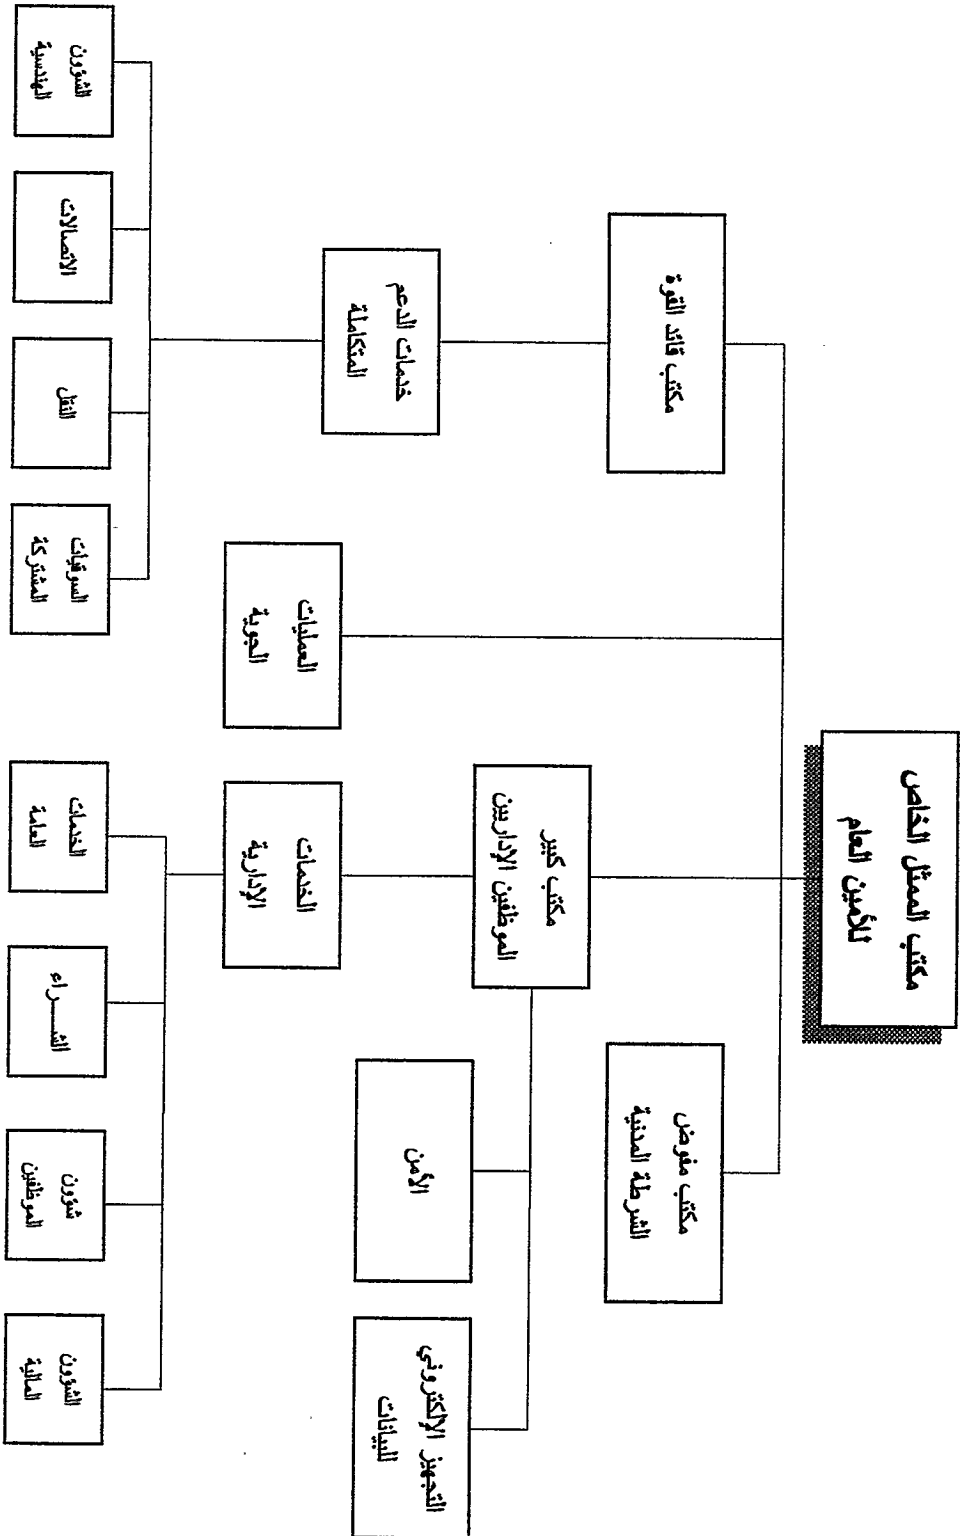 مكتب الممثل الخاص
للأمين العام
مكتب قائد القوة
مكتب مفوض
الشرطة المدنية
مكتب كبير
الموظفين الإداريين
خدمات الدعم
المتكاملة
العمليات
الجوية
الخدمات
الإدارية
الأمن
التجهيز الإلكتروني
للبيانات
الشؤون
الهندسية
الاتصالات
النقل
السوقيات
المشتركة
الخدمات
العامة
الشـــراء
شؤون
الموظفين
الشؤون
المالية